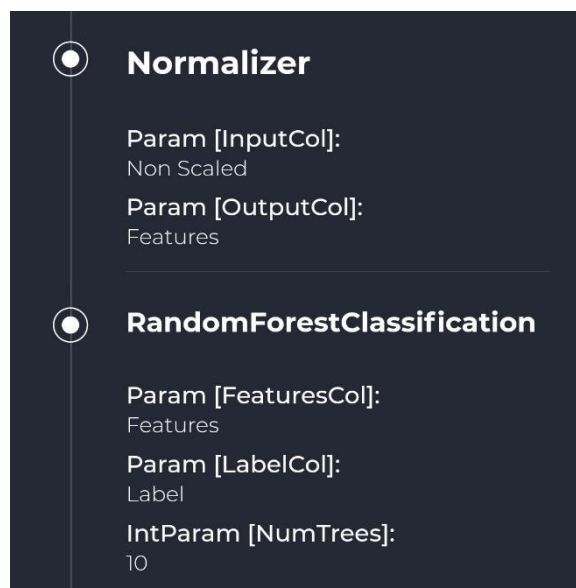 Normalizer
Param [InputCol]:
Non Scaled
Param [OutputCol]:
Features
RandomForestClassification
Param [FeaturesCol]:
Features
Param [LabelCol]:
Label
IntParam [NumTrees]:
10